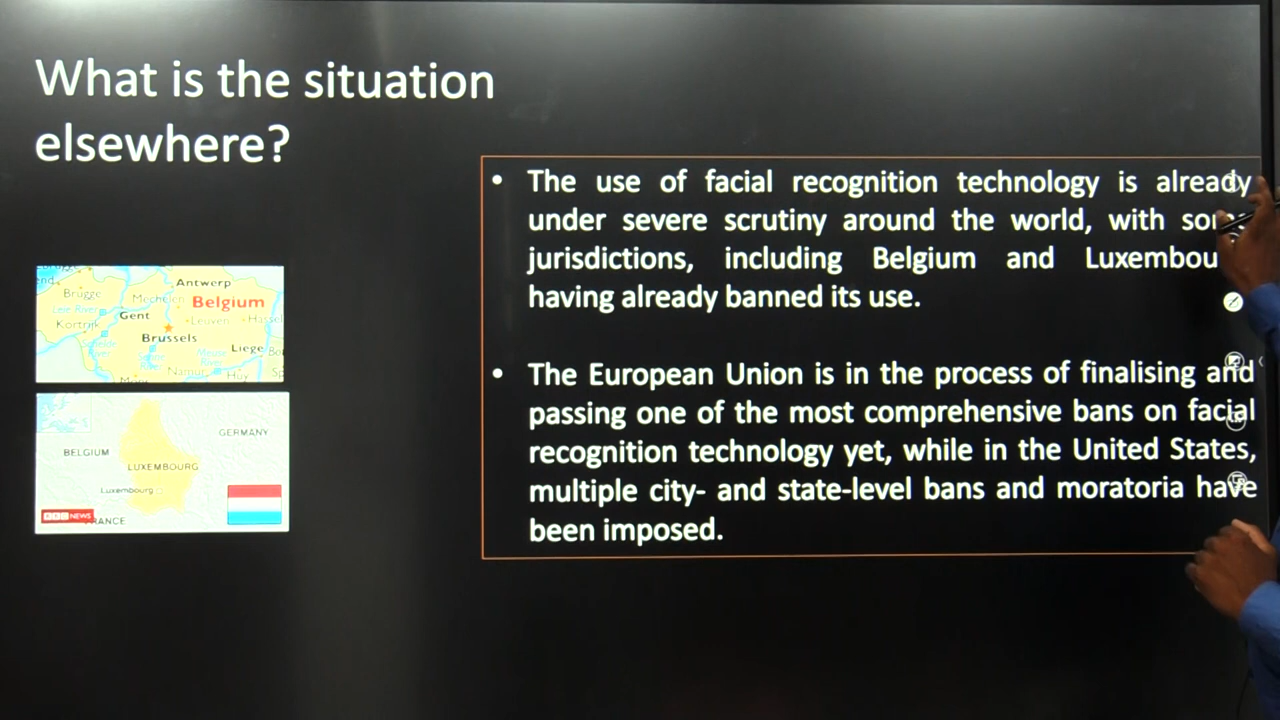 What is the situation
elsewhere?
• The use of facial recognition technology is already
under severe scrutiny around the world, with
jurisdictions, including Belgium and
having already banned its use.
• The European Union is in the process of finalising and
passing one of the most comprehensive bans on facial
recognition technology yet, while in the United States,
multiple city- and state-level bans and moratoria have
been imposed.
Antwerp
Brugge
Mechelen
Belgium
Gent
Leuven
Kortrijk
Brussels
Liege
Meuse
River
Namur
Huy
GERMANY
BELGIUM
LUXEMBOURG
Luxembourg
BBC NEWS